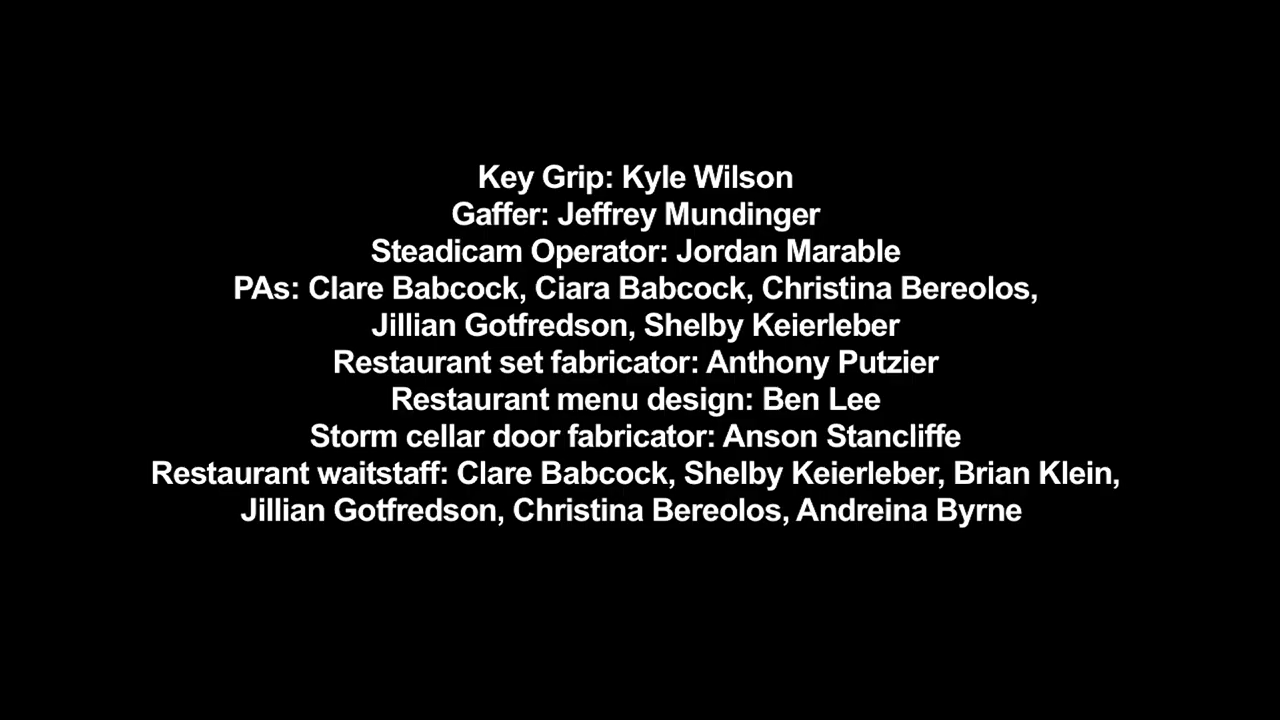 Key Grip: Kyle Wilson
Gaffer: Jeffrey Mundinger
Steadicam Operator: Jordan Marable
PAs: Clare Babcock, Ciara Babcock, Christina Bereolos,
Jillian Gotfredson, Shelby Keierleber
Restaurant set fabricator: Anthony Putzier
Restaurant menu design: Ben Lee
Storm cellar door fabricator: Anson Stancliffe
Restaurant waitstaff: Clare Babcock, Shelby Keierleber, Brian Klein,
Jillian Gotfredson, Christina Bereolos, Andreina Byrne